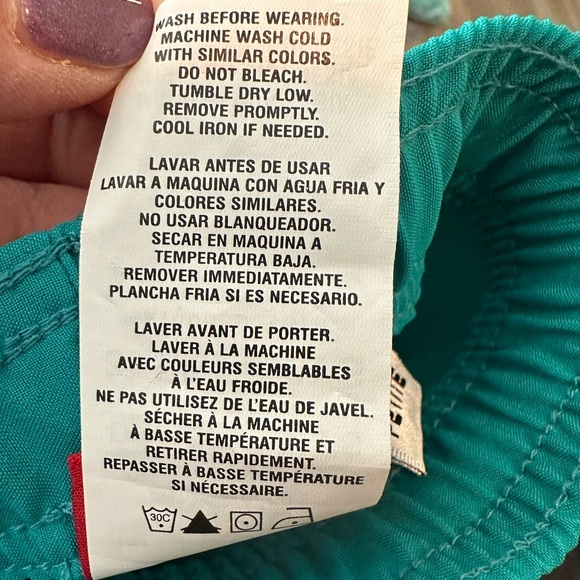 WASH BEFORE WEARING.
MACHINE WASH COLD
WITH SIMILAR COLORS.
DO NOT BLEACH.
TUMBLE DRY LOW.
REMOVE PROMPTLY.
COOL IRON IF NEEDED.
LAVAR ANTES DE USAR
LAVAR A MAQUINA CON AGUA FRIA Y
COLORES SIMILARES.
NO USAR BLANQUEADOR.
SECAR EN MAQUINA A
TEMPERATURA BAJA.
REMOVER IMMEDIATAMENTE.
PLANCHA FRIA SI ES NECESARIO.
LAVER AVANT DE PORTER.
LAVER À LA MACHINE
AVEC COULEURS SEMBLABLES
À L'EAU FROIDE.
NE PAS UTILISEZ DE L'EAU DE JAVEL.
SÉCHER À LA MACHINE
À BASSE TEMPÉRATURE ET
RETIRER RAPIDEMENT.
REPASSER À BASSE TEMPÉRATURE
SI NÉCESSAIRE.
30C